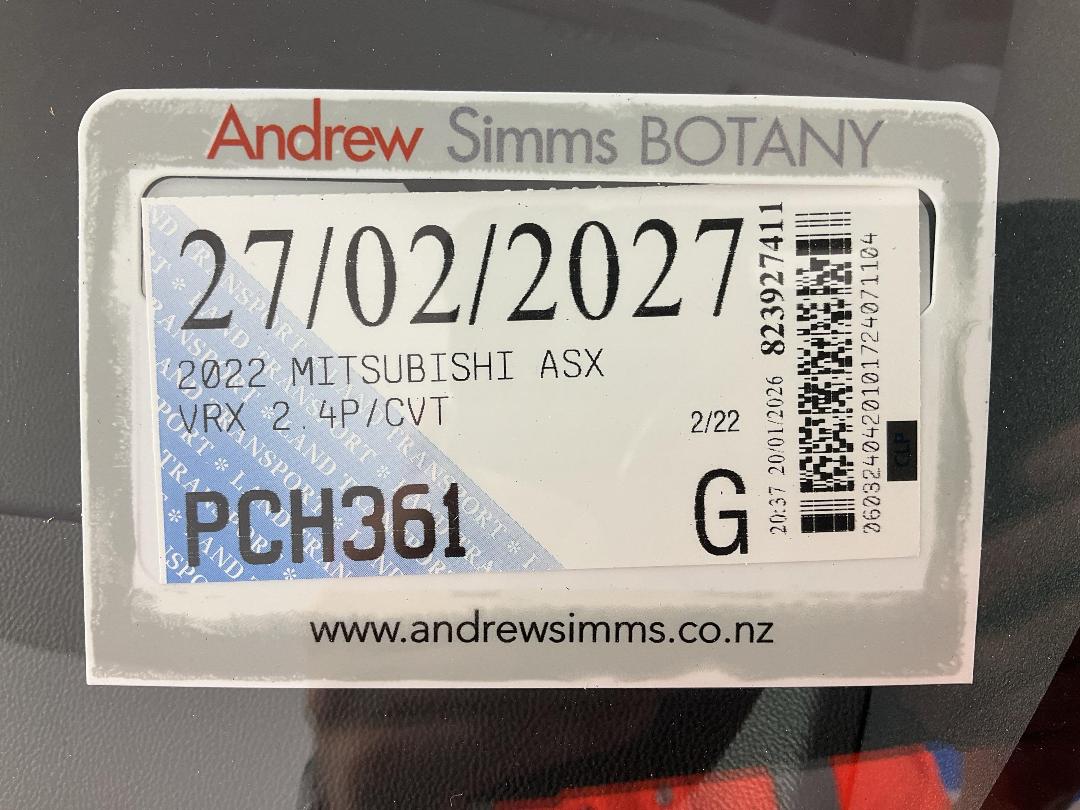 Andrew Simms BOTANY
27/02/2027
2022 MITSUBISHI ASX
VRX 2.4P/CVT
2/22
PCH361
G
823927411
20:37 20/01/2026
CLP
www.andrewsimms.co.nz